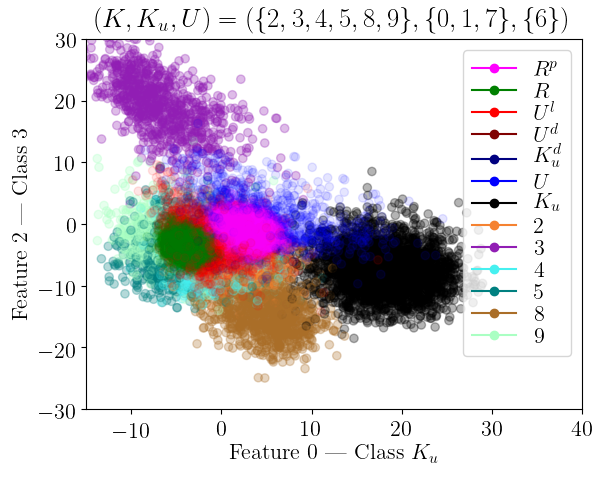 (K, K_u, U) = ({2, 3, 4, 5, 8, 9}, {0, 1, 7}, {6})
30
20
10
0
−10
−20
−30
Feature 2 — Class 3
−10
0
10
20
30
40
Feature 0 — Class K_u
R^p
R
U^l
U^d
K_u^d
U
K_u
2
3
4
5
8
9